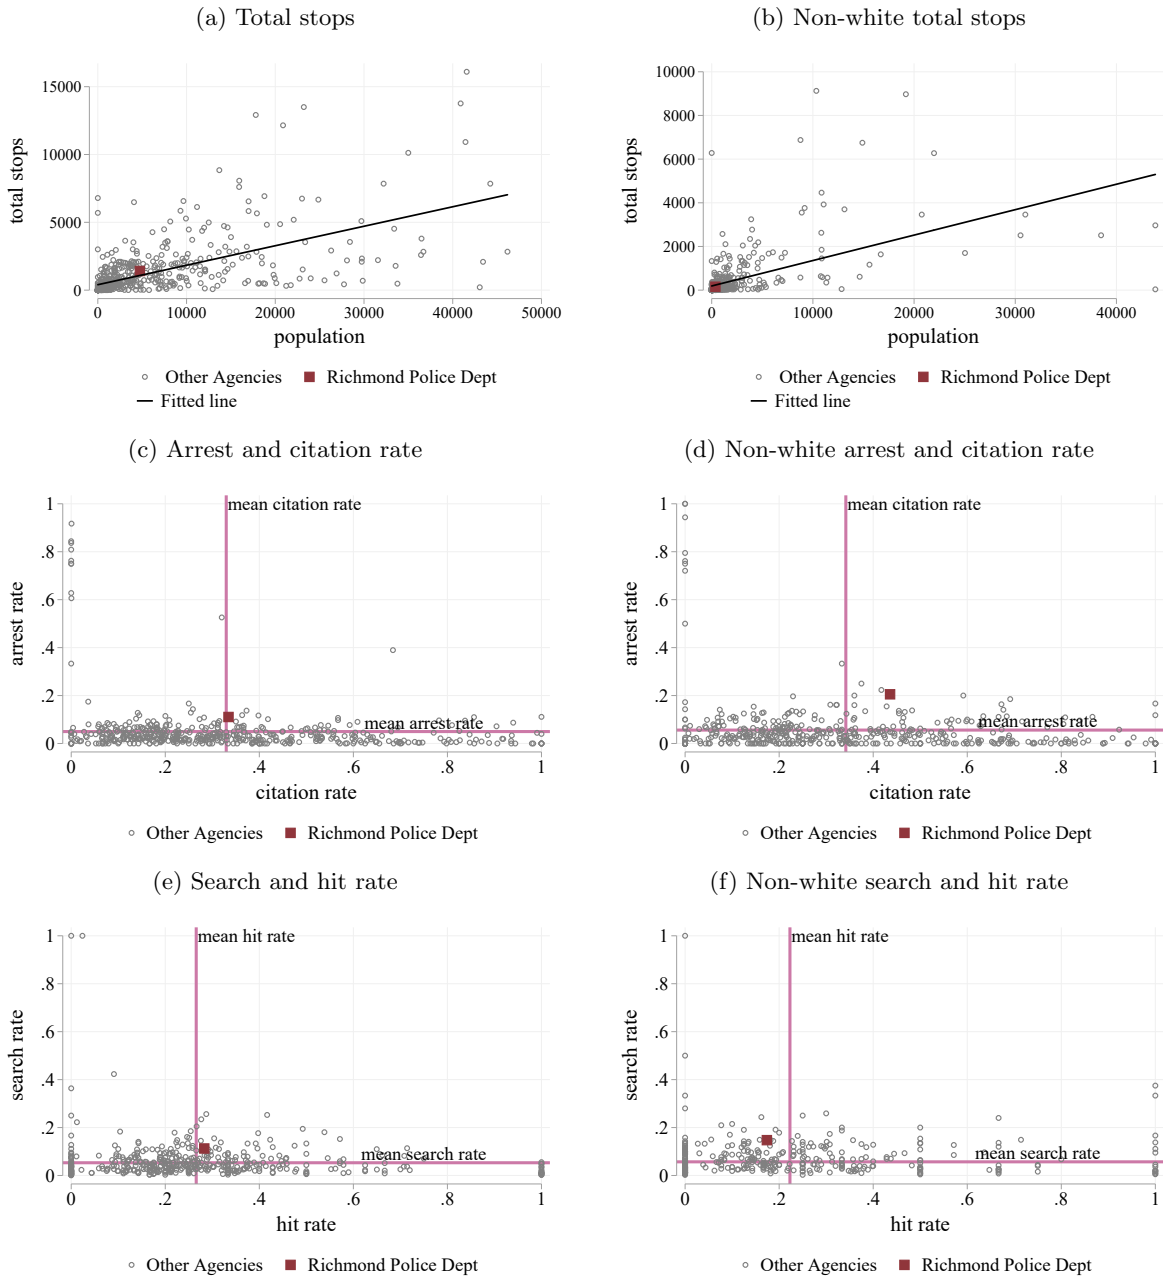 (a) Total stops
(b) Non-white total stops
15000
10000
5000
0
total stops
0 10000 20000 30000 40000 50000
population
Other Agencies Richmond Police Dept
Fitted line
10000
8000
6000
4000
2000
0
total stops
0 10000 20000 30000 40000
population
Other Agencies Richmond Police Dept
Fitted line
(c) Arrest and citation rate
(d) Non-white arrest and citation rate
mean citation rate
1
.8
.6
.4
.2
0
arrest rate
mean arrest rate
0 .2 .4 .6 .8 1
citation rate
Other Agencies Richmond Police Dept
mean citation rate
1
.8
.6
.4
.2
0
arrest rate
mean arrest rate
0 .2 .4 .6 .8 1
citation rate
Other Agencies Richmond Police Dept
(e) Search and hit rate
(f) Non-white search and hit rate
mean hit rate
1
.8
.6
.4
.2
0
search rate
mean search rate
0 .2 .4 .6 .8 1
hit rate
Other Agencies Richmond Police Dept
mean hit rate
1
.8
.6
.4
.2
0
search rate
mean search rate
0 .2 .4 .6 .8 1
hit rate
Other Agencies Richmond Police Dept